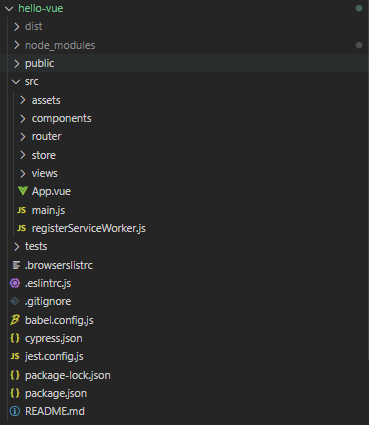 hello-vue
dist
node_modules
public
src
assets
components
router
store
views
App.vue
JS main.js
JS registerServiceWorker.js
tests
.browserslistrc
.eslintrc.js
.gitignore
babel.config.js
{} cypress.json
JS jest.config.js
{} package-lock.json
{} package.json
README.md